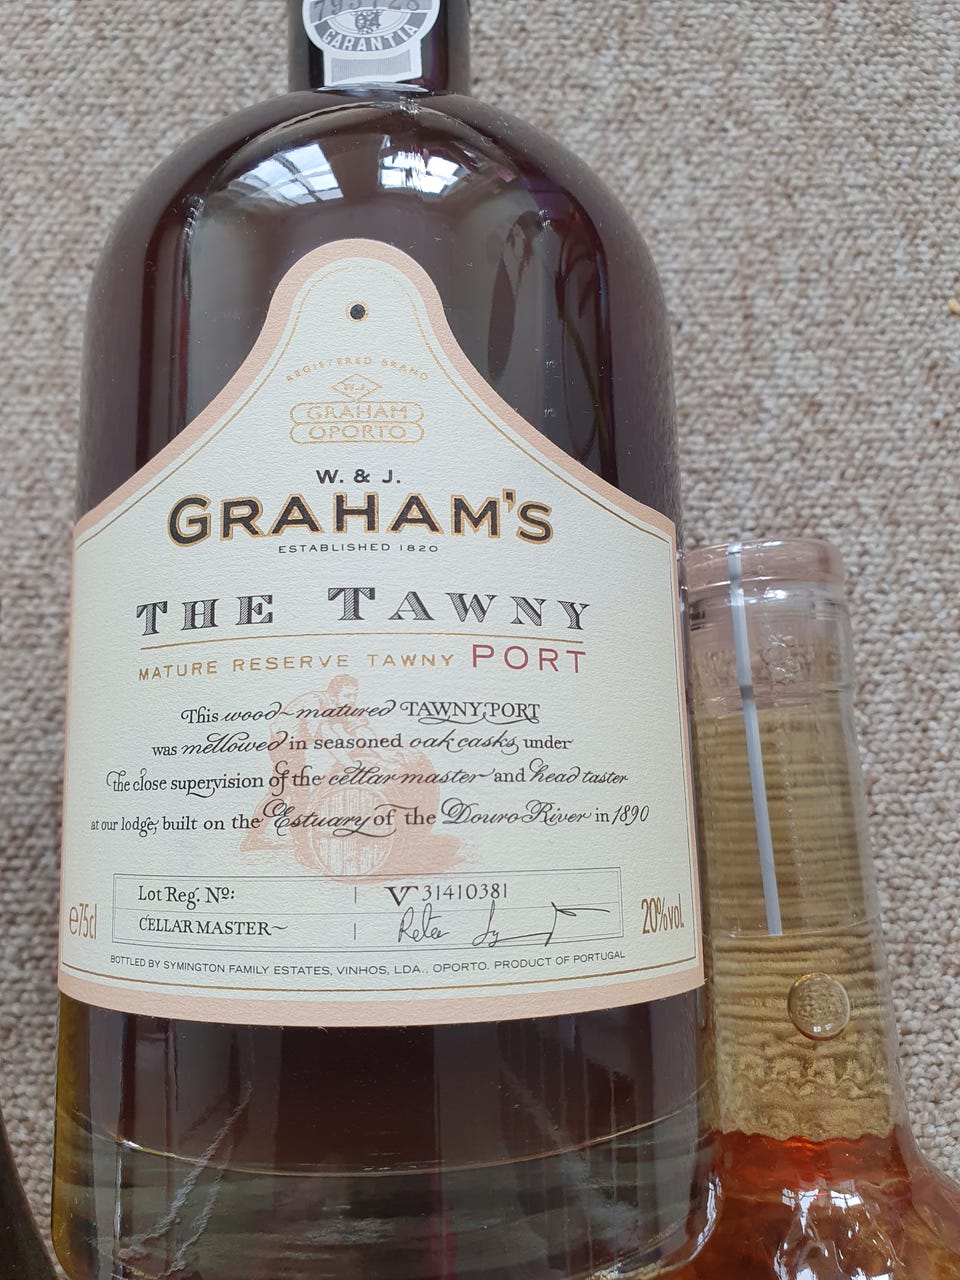 GARANTIA
REGISTERED BRAND
W.J.
GRAHAM
OPORTO
W. & J.
GRAHAM'S
ESTABLISHED 1820
THE TAWNY
MATURE RESERVE TAWNY PORT
This wood-matured TAWNY PORT
was mellowed in seasoned oak casks under
the close supervision of the cellar master and head taster
at our lodge, built on the Estuary of the Douro River in 1890
Lot Reg. Nº: VT 31410381
CELLAR MASTER~
e75cl
20%vol.
BOTTLED BY SYMINGTON FAMILY ESTATES, VINHOS, LDA., OPORTO. PRODUCT OF PORTUGAL